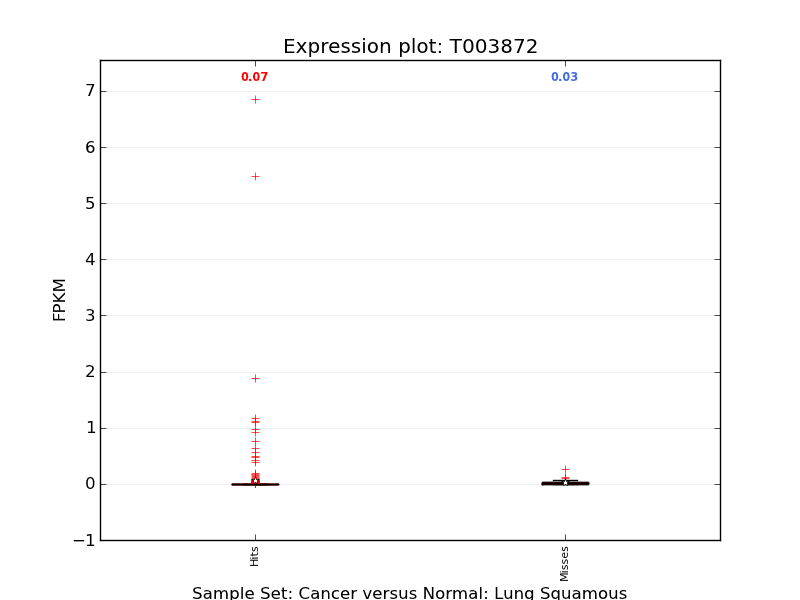 Expression plot: T003872
0.07
0.03
7
6
5
4
3
2
1
0
−1
FPKM
Hits
Misses
Sample Set: Cancer versus Normal: Lung Squamous